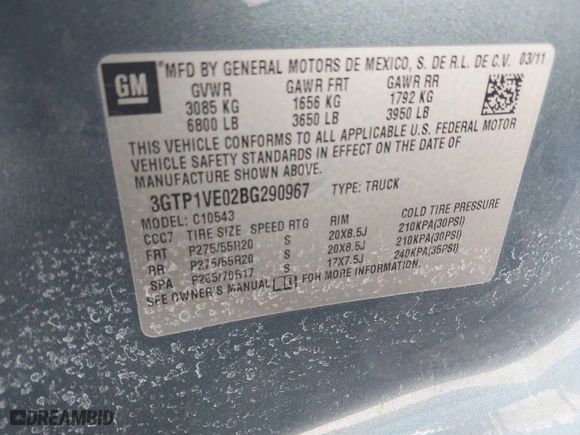 GM
*MFD BY GENERAL MOTORS DE MEXICO, S. DE R.L. DE C.V. 03/11
GVWR GAWR FRT GAWR RR
3085 KG 1656 KG 1792 KG
6800 LB 3650 LB 3950 LB
THIS VEHICLE CONFORMS TO ALL APPLICABLE U.S. FEDERAL MOTOR
VEHICLE SAFETY STANDARDS IN EFFECT ON THE DATE OF
MANUFACTURE SHOWN ABOVE.
3GTP1VE02BG290967 TYPE: TRUCK
MODEL: C10543
CCC7 TIRE SIZE SPEED RTG RIM COLD TIRE PRESSURE
FRT P275/55R20 S 20X8.5J 210KPA(30PSI)
RR P275/55R20 S 20X8.5J 210KPA(30PSI)
SPA P265/70R17 S 17X7.5J 240KPA(35PSI)
SEE OWNER'S MANUAL FOR MORE INFORMATION.
DREAMBID